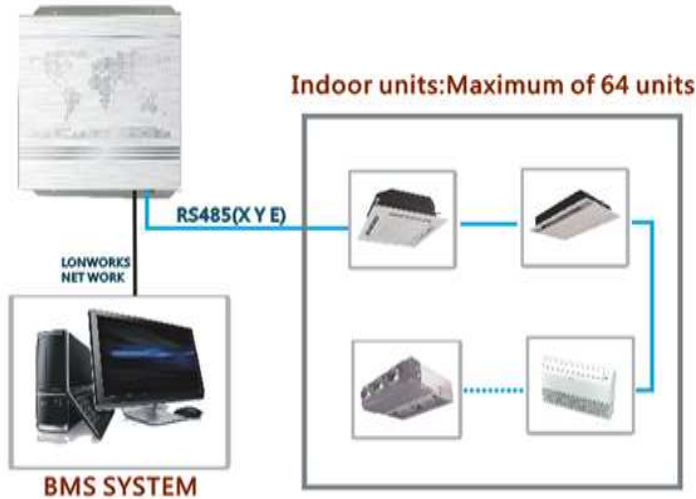 Indoor units:Maximum of 64 units
RS485(X Y E)
LONWORKS
NET WORK
BMS SYSTEM